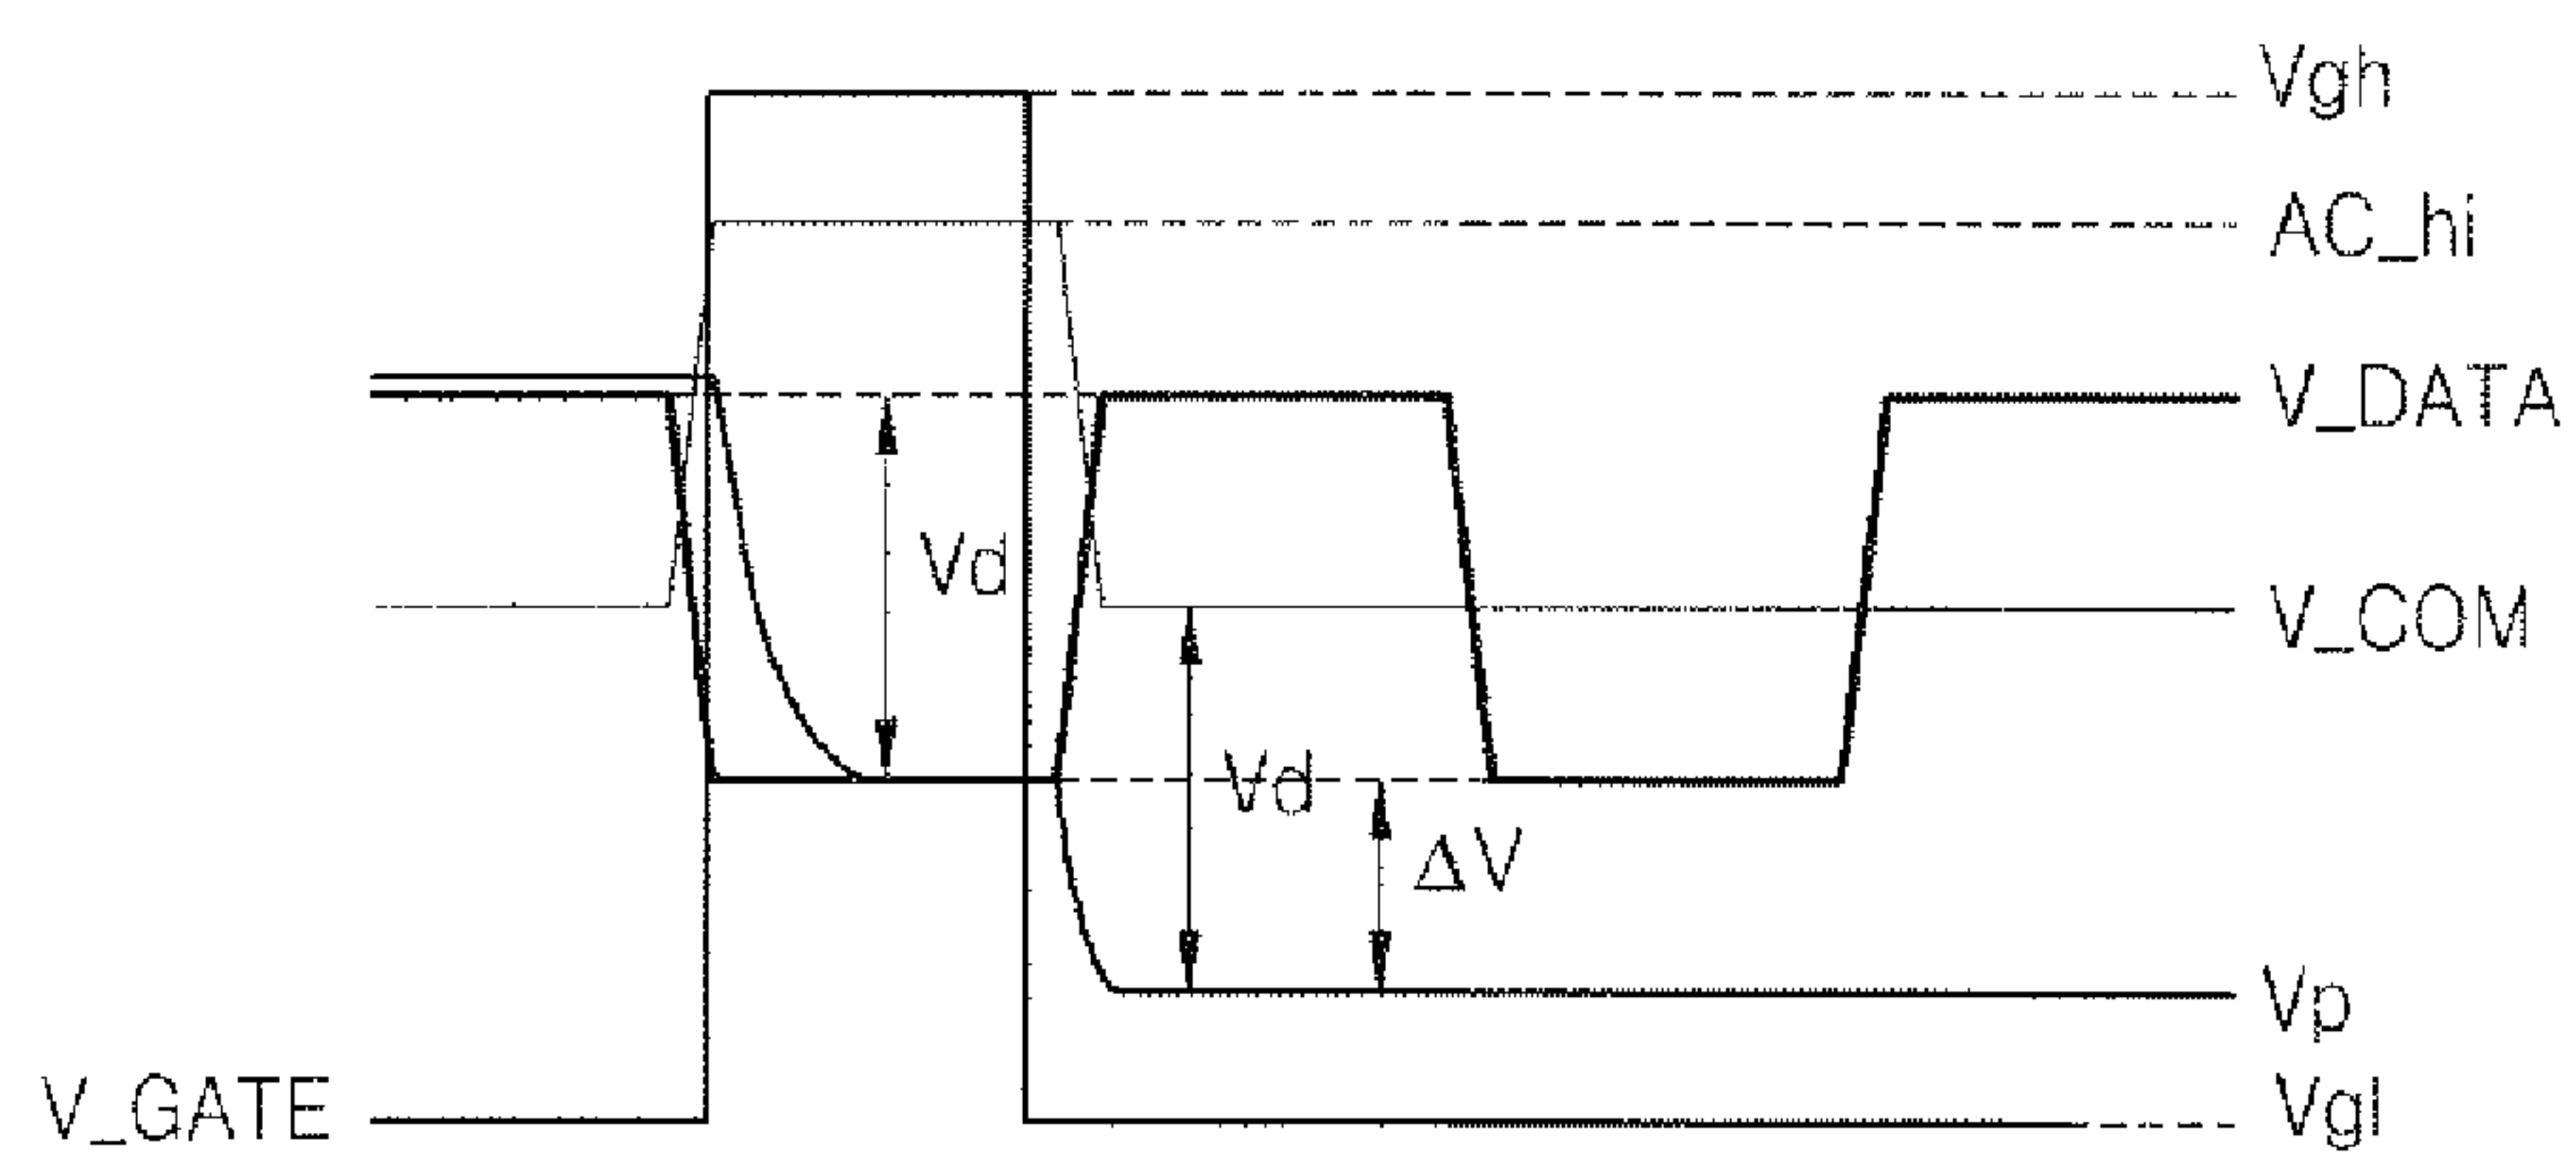 Vgh
AC_hi
V_DATA
Vd
V_COM
Vd
ΔV
Vp
V_GATE
Vgl